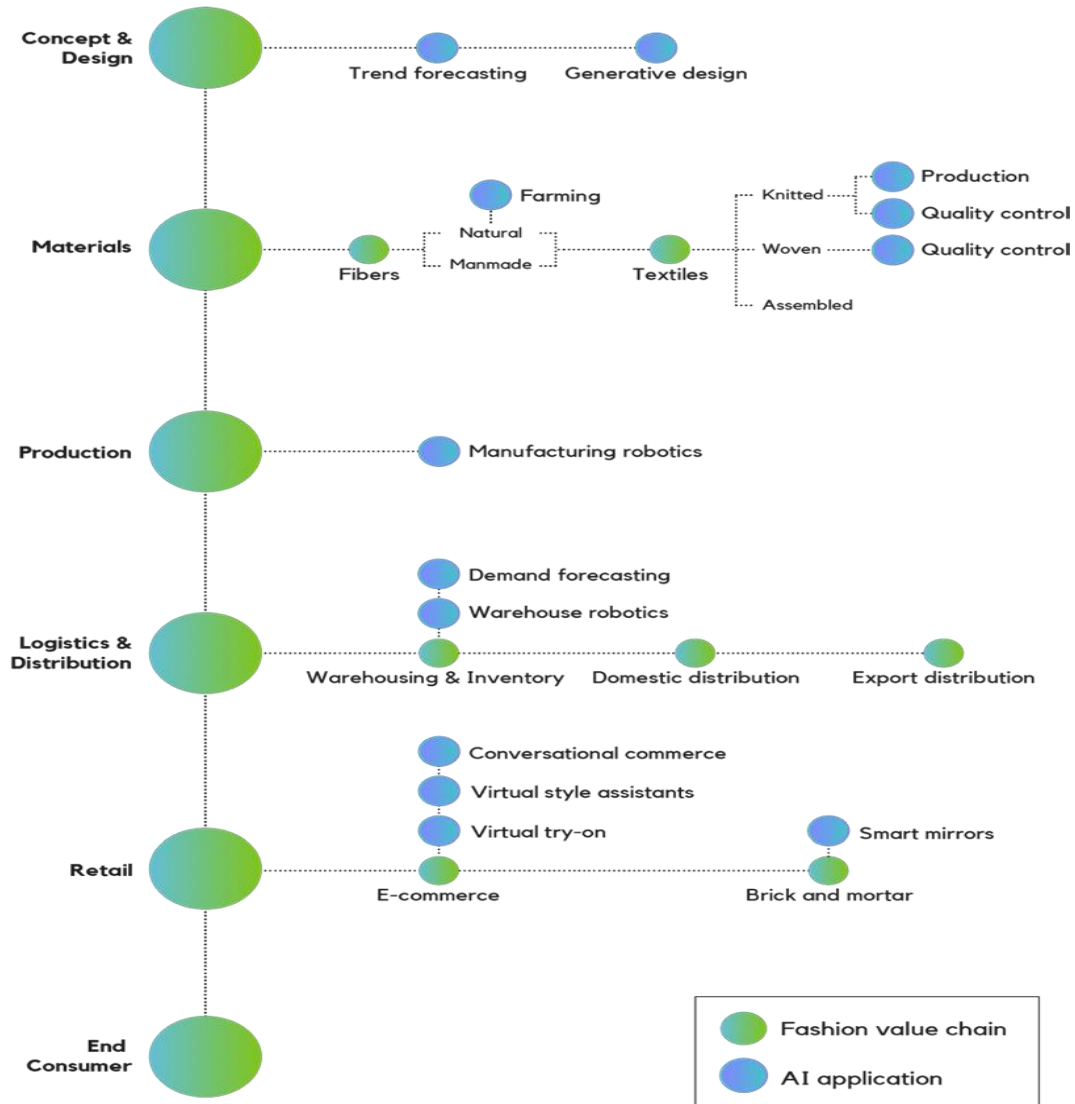 Concept &
Design
Trend forecasting
Generative design
Materials
Fibers
Farming
Natural
Manmade
Textiles
Knitted
Production
Quality control
Woven
Quality control
Assembled
Production
Manufacturing robotics
Logistics &
Distribution
Demand forecasting
Warehouse robotics
Warehousing & Inventory
Domestic distribution
Export distribution
Retail
Conversational commerce
Virtual style assistants
Virtual try-on
E-commerce
Smart mirrors
Brick and mortar
End
Consumer
Fashion value chain
AI application